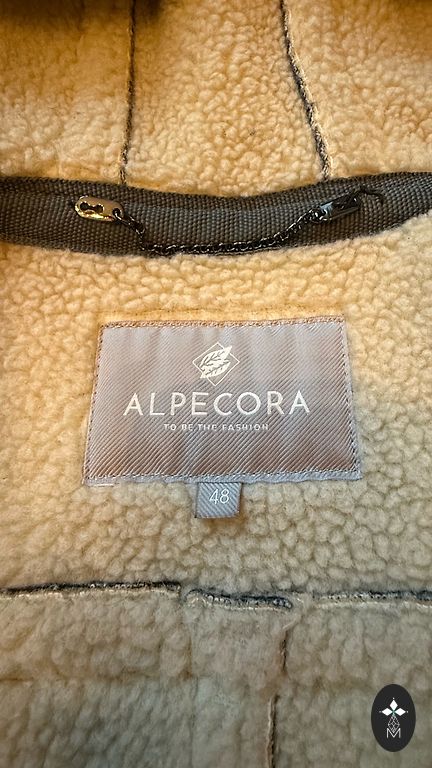 ALPECORA
TO BE THE FASHION
48
M